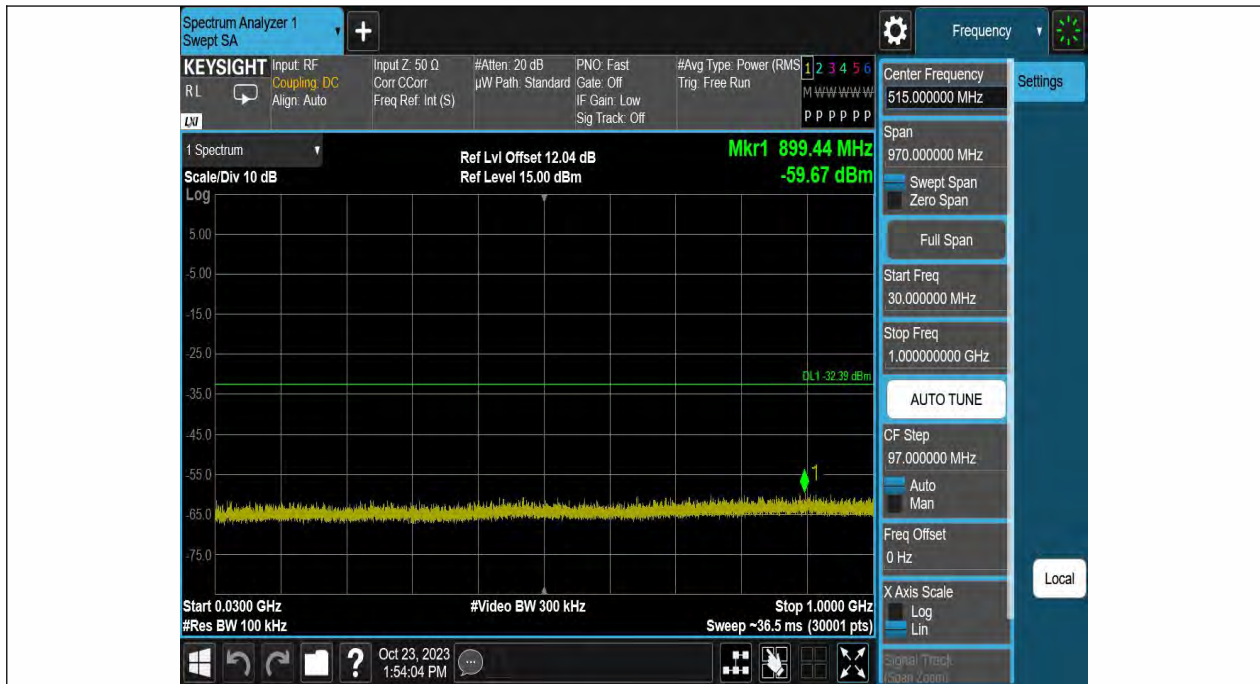 Spectrum Analyzer 1
Swept SA
+
Frequency
KEYSIGHT
RL
LXI
Input: RF
Coupling: DC
Align: Auto
Input Z: 50 Ω
Corr CCorr
Freq Ref: Int (S)
#Atten: 20 dB
µW Path: Standard
PNO: Fast
Gate: Off
IF Gain: Low
Sig Track: Off
#Avg Type: Power (RMS
Trig: Free Run
1 2 3 4 5 6
M W W W W W
P P P P P P
Center Frequency
515.000000 MHz
Settings
Span
970.000000 MHz
Swept Span
Zero Span
Full Span
Start Freq
30.000000 MHz
Stop Freq
1.000000000 GHz
AUTO TUNE
CF Step
97.000000 MHz
Auto
Man
Freq Offset
0 Hz
X Axis Scale
Log
Lin
Signal Track
(Span Zoom)
Local
1 Spectrum
Scale/Div 10 dB
Ref Lvl Offset 12.04 dB
Ref Level 15.00 dBm
Mkr1 899.44 MHz
-59.67 dBm
Log
5.00
-5.00
-15.0
-25.0
DL1 -32.39 dBm
-35.0
-45.0
-55.0
1
-65.0
-75.0
Start 0.0300 GHz
#Video BW 300 kHz
Stop 1.0000 GHz
#Res BW 100 kHz
Sweep ~36.5 ms (30001 pts)
?
Oct 23, 2023
1:54:04 PM